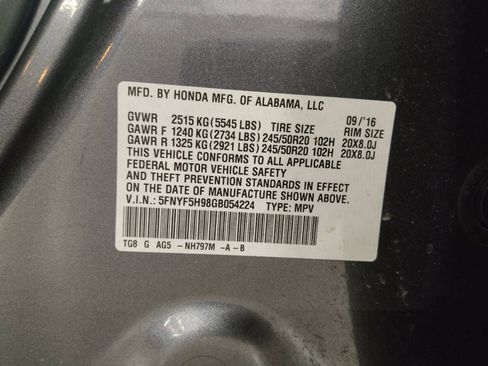 MFD. BY HONDA MFG. OF ALABAMA, LLC
09/'16
GVWR 2515 KG (5545 LBS) TIRE SIZE RIM SIZE
GAWR F 1240 KG (2734 LBS) 245/50R20 102H 20X8.0J
GAWR R 1325 KG (2921 LBS) 245/50R20 102H 20X8.0J
THIS VEHICLE CONFORMS TO ALL APPLICABLE
FEDERAL MOTOR VEHICLE SAFETY
AND THEFT PREVENTION STANDARDS IN EFFECT
ON THE DATE OF MANUFACTURE SHOWN ABOVE.
V.I.N.: 5FNYF5H98GB054224 TYPE: MPV
TG8 G AG5 -NH797M -A-B